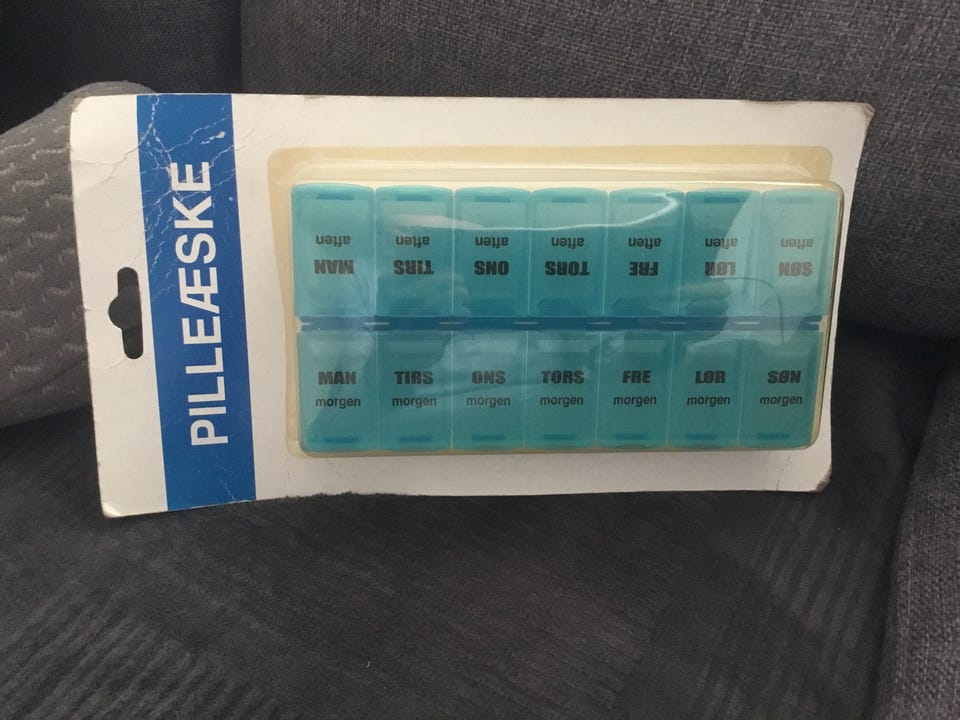 PILLEÆSKE
MAN TIRS ONS TORS FRE LØR SØN
aften aften aften aften aften aften aften
MAN TIRS ONS TORS FRE LØR SØN
morgen morgen morgen morgen morgen morgen morgen